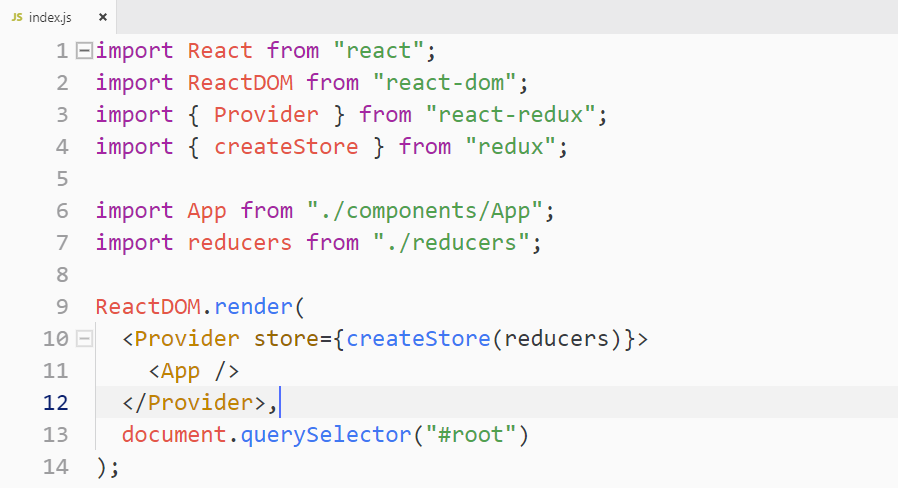 JS index.js ×
1 import React from "react";
2 import ReactDOM from "react-dom";
3 import { Provider } from "react-redux";
4 import { createStore } from "redux";
5
6 import App from "./components/App";
7 import reducers from "./reducers";
8
9 ReactDOM.render(
10   <Provider store={createStore(reducers)}>
11     <App />
12   </Provider>,
13   document.querySelector("#root")
14 );